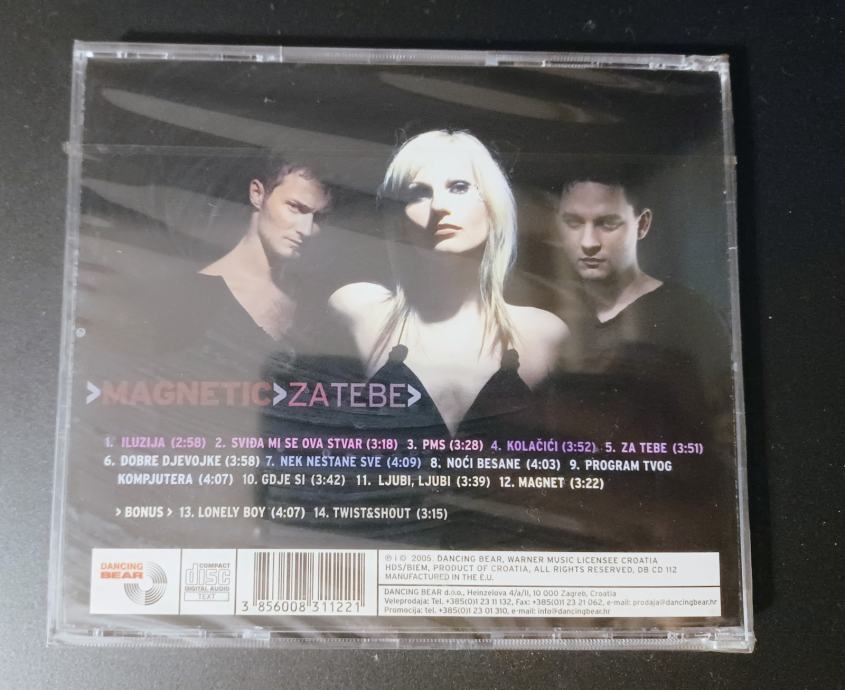 >MAGNETIC>ZATEBE>
1. ILUZIJA (2:58) 2. SVIĐA MI SE OVA STVAR (3:18) 3. PMS (3:28) 4. KOLAČIĆI (3:52) 5. ZA TEBE (3:51)
6. DOBRE DJEVOJKE (3:58) 7. NEK NESTANE SVE (4:09) 8. NOĆI BESANE (4:03) 9. PROGRAM TVOG
KOMPJUTERA (4:07) 10. GDJE SI (3:42) 11. LJUBI, LJUBI (3:39) 12. MAGNET (3:22)
> BONUS > 13. LONELY BOY (4:07) 14. TWIST&SHOUT (3:15)
DANCING
BEAR
COMPACT
disc
DIGITAL AUDIO
TEXT
3 856008 311221
℗ i © 2005. DANCING BEAR, WARNER MUSIC LICENSEE CROATIA
HDS/BIEM, PRODUCT OF CROATIA, ALL RIGHTS RESERVED, DB CD 112
MANUFACTURED IN THE E.U.
DANCING BEAR d.o.o., Heinzelova 4/a/II, 10 000 Zagreb, Croatia
Veleprodaja: Tel. +385(0)1 23 11 132, Fax: +385(0)1 23 21 062, e-mail: prodaja@dancingbear.hr
Promocija: tel. +385(0)1 23 01 310, e-mail: info@dancingbear.hr